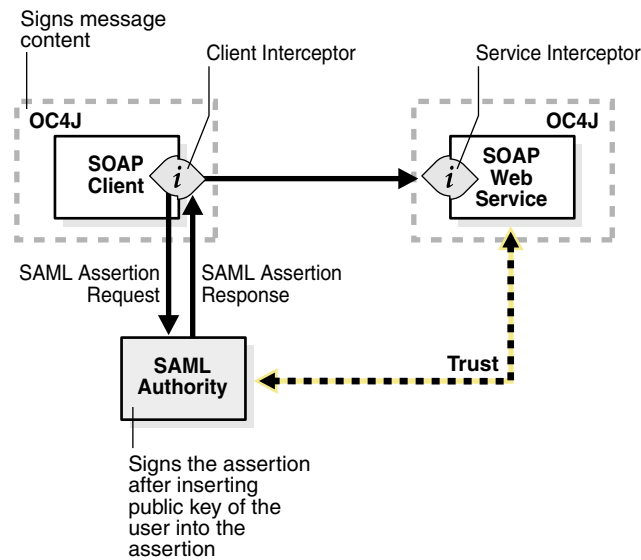 Signs message
content
Client Interceptor
Service Interceptor
OC4J
OC4J
SOAP
Client
i
i
SOAP
Web
Service
SAML Assertion
Request
SAML Assertion
Response
SAML
Authority
Trust
Signs the assertion
after inserting
public key of the
user into the
assertion